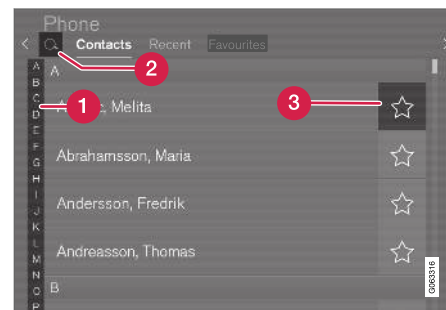 Phone
Contacts Recent Favourites
2
A
1
Melita
3
Abrahamsson, Maria
Andersson, Fredrik
Andreasson, Thomas
B
A
B
C
D
E
F
G
H
I
J
K
L
M
N
O
P
G063316